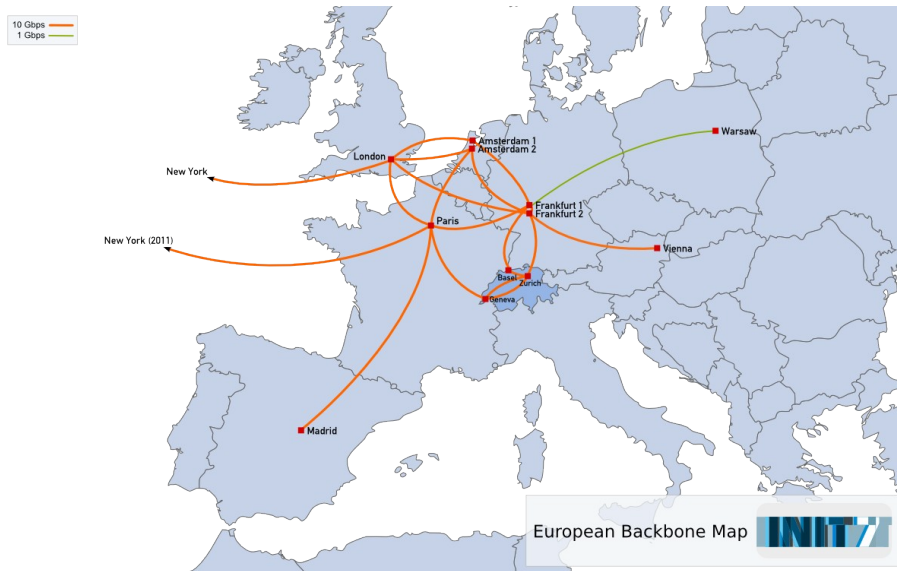 10 Gbps
1 Gbps
Amsterdam 1
Amsterdam 2
Warsaw
London
New York
Frankfurt 1
Frankfurt 2
Paris
New York (2011)
Vienna
Basel
Zurich
Geneva
Madrid
European Backbone Map
INIT7